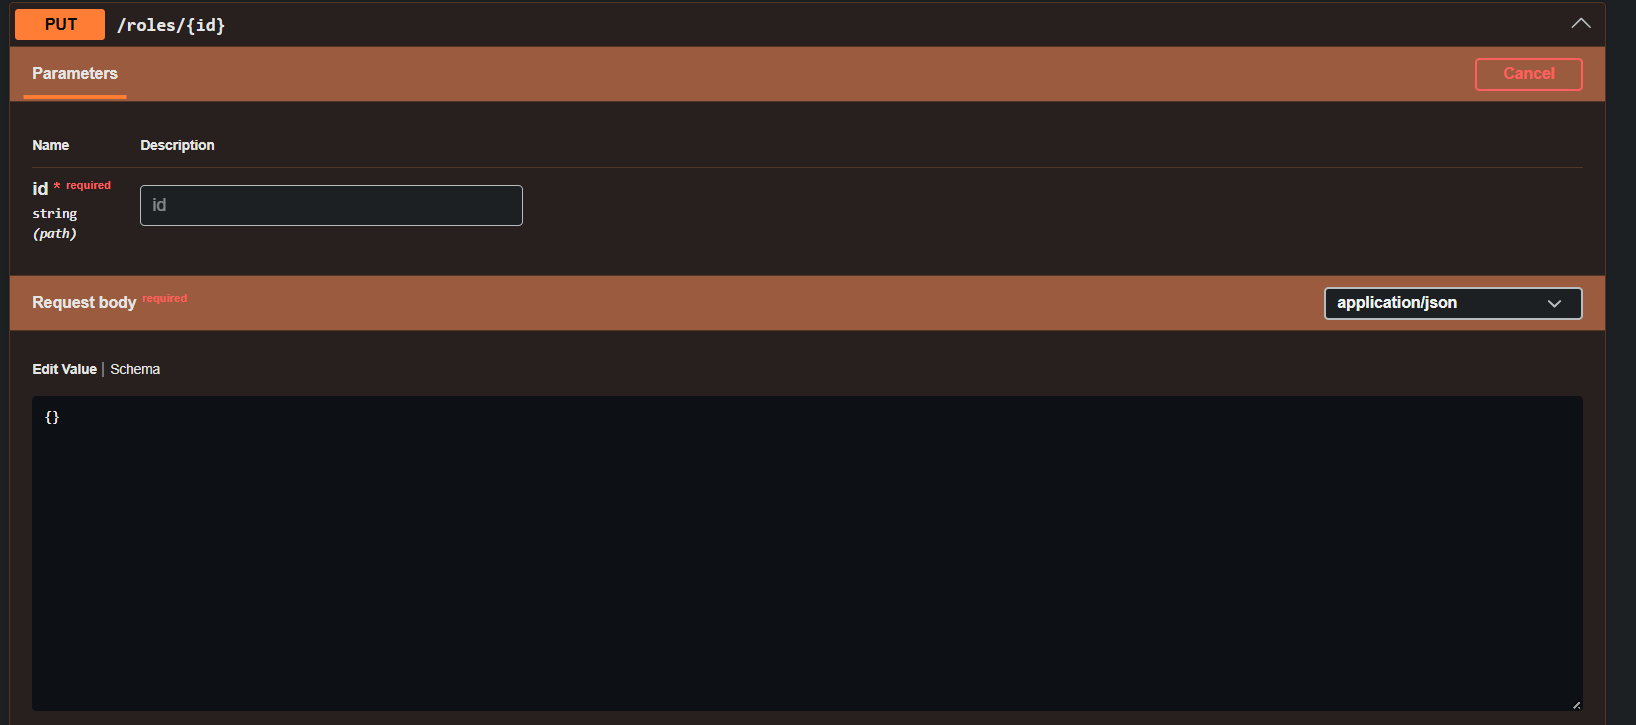 PUT /roles/{id}
Parameters
Cancel
Name Description
id * required
string
(path)
id
Request body required
application/json
Edit Value | Schema
{}